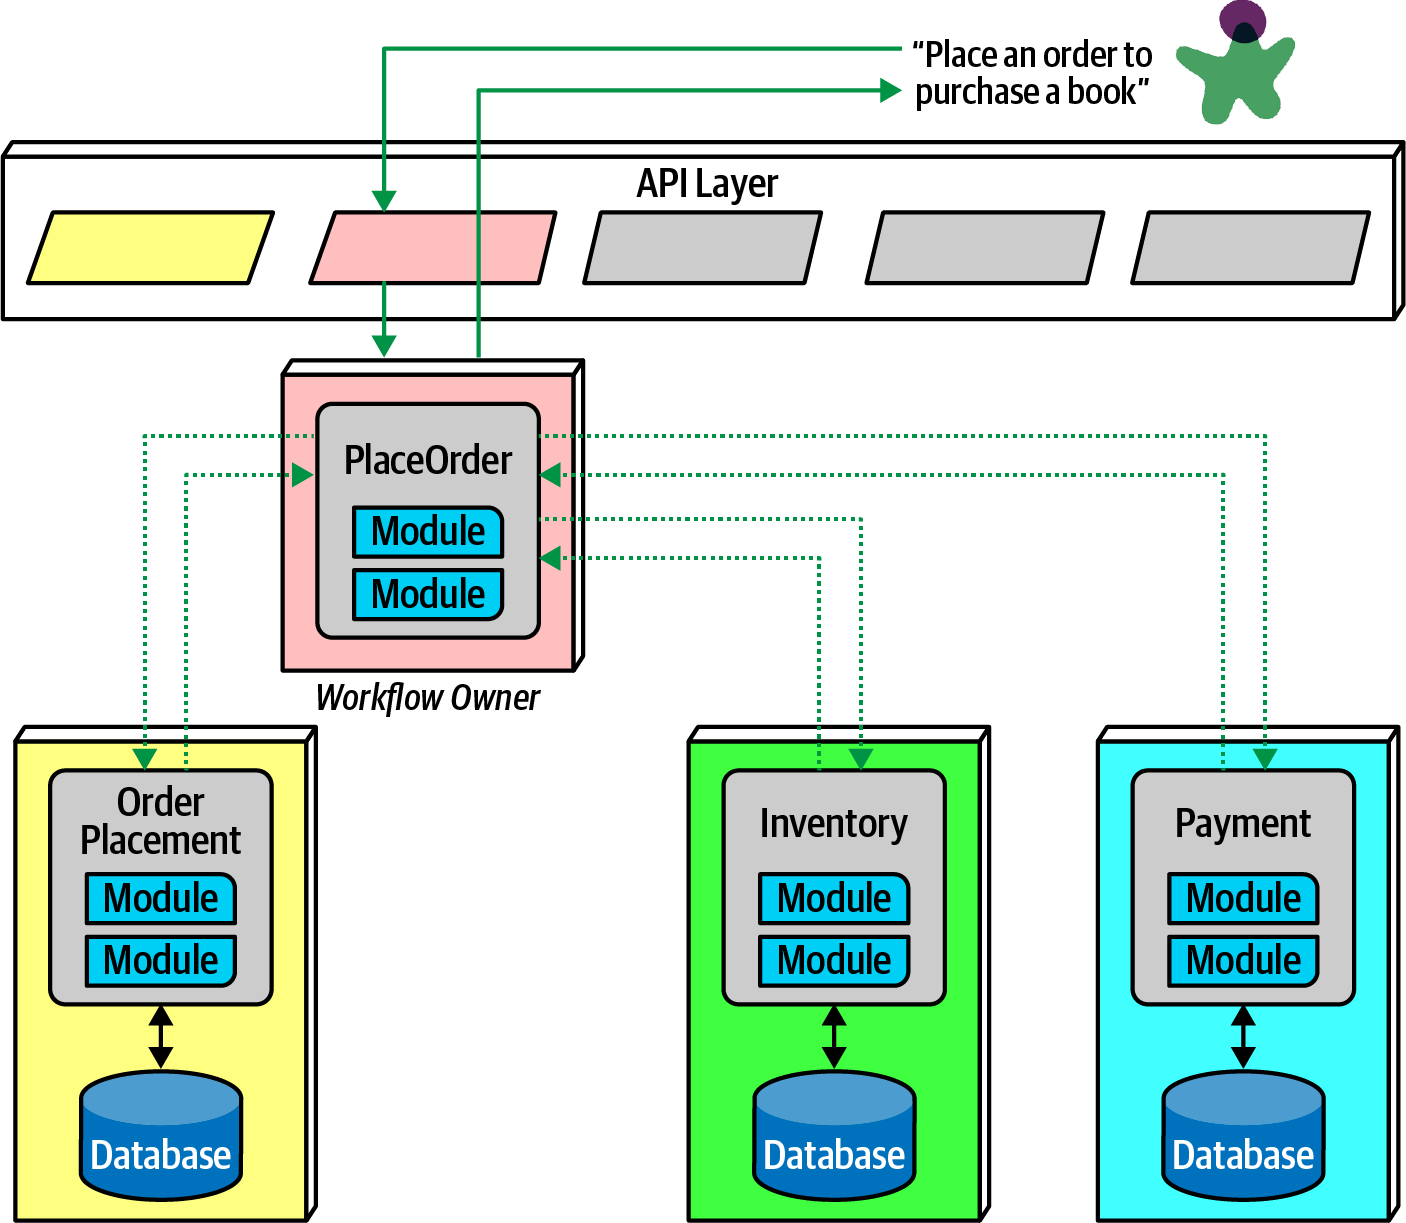 “Place an order to
purchase a book”
API Layer
PlaceOrder
Module
Module
Workflow Owner
Order
Placement
Module
Module
Database
Inventory
Module
Module
Database
Payment
Module
Module
Database